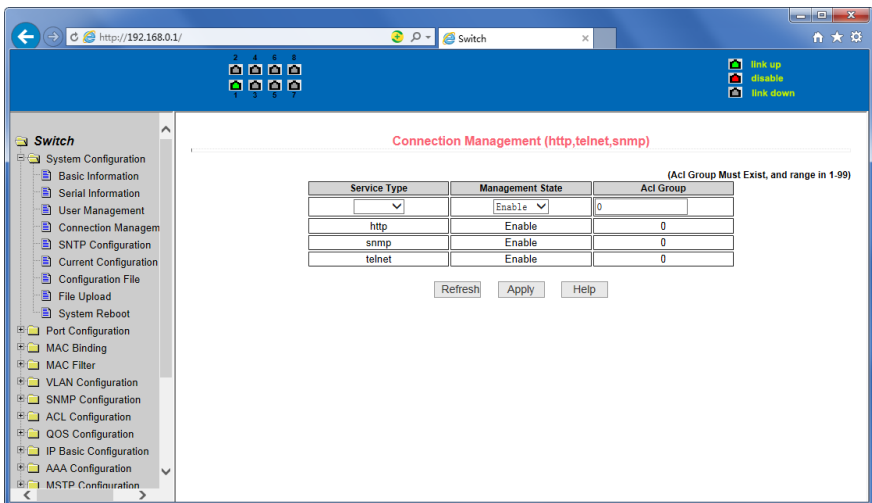 http://192.168.0.1/
Switch
2 4 6 8
1 3 5 7
link up
disable
link down
Switch
System Configuration
Basic Information
Serial Information
User Management
Connection Managem
SNTP Configuration
Current Configuration
Configuration File
File Upload
System Reboot
Port Configuration
MAC Binding
MAC Filter
VLAN Configuration
SNMP Configuration
ACL Configuration
QOS Configuration
IP Basic Configuration
AAA Configuration
MSTP Configuration
Connection Management (http,telnet,snmp)
(Acl Group Must Exist, and range in 1-99)
Service Type Management State Acl Group
Enable 0
http Enable 0
snmp Enable 0
telnet Enable 0
Refresh Apply Help